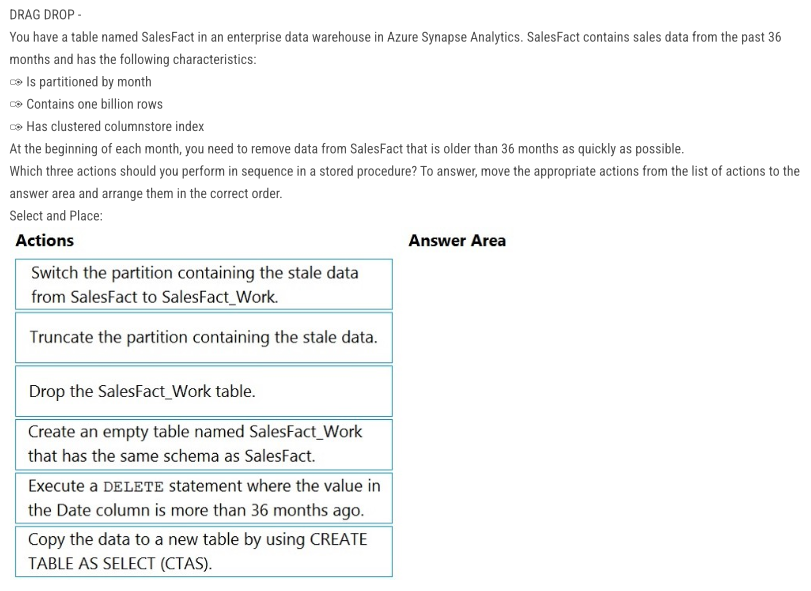 DRAG DROP -
You have a table named SalesFact in an enterprise data warehouse in Azure Synapse Analytics. SalesFact contains sales data from the past 36
months and has the following characteristics:
Is partitioned by month
Contains one billion rows
Has clustered columnstore index
At the beginning of each month, you need to remove data from SalesFact that is older than 36 months as quickly as possible.
Which three actions should you perform in sequence in a stored procedure? To answer, move the appropriate actions from the list of actions to the
answer area and arrange them in the correct order.
Select and Place:
Actions
Answer Area
Switch the partition containing the stale data
from SalesFact to SalesFact_Work.
Truncate the partition containing the stale data.
Drop the SalesFact_Work table.
Create an empty table named SalesFact_Work
that has the same schema as SalesFact.
Execute a DELETE statement where the value in
the Date column is more than 36 months ago.
Copy the data to a new table by using CREATE
TABLE AS SELECT (CTAS).